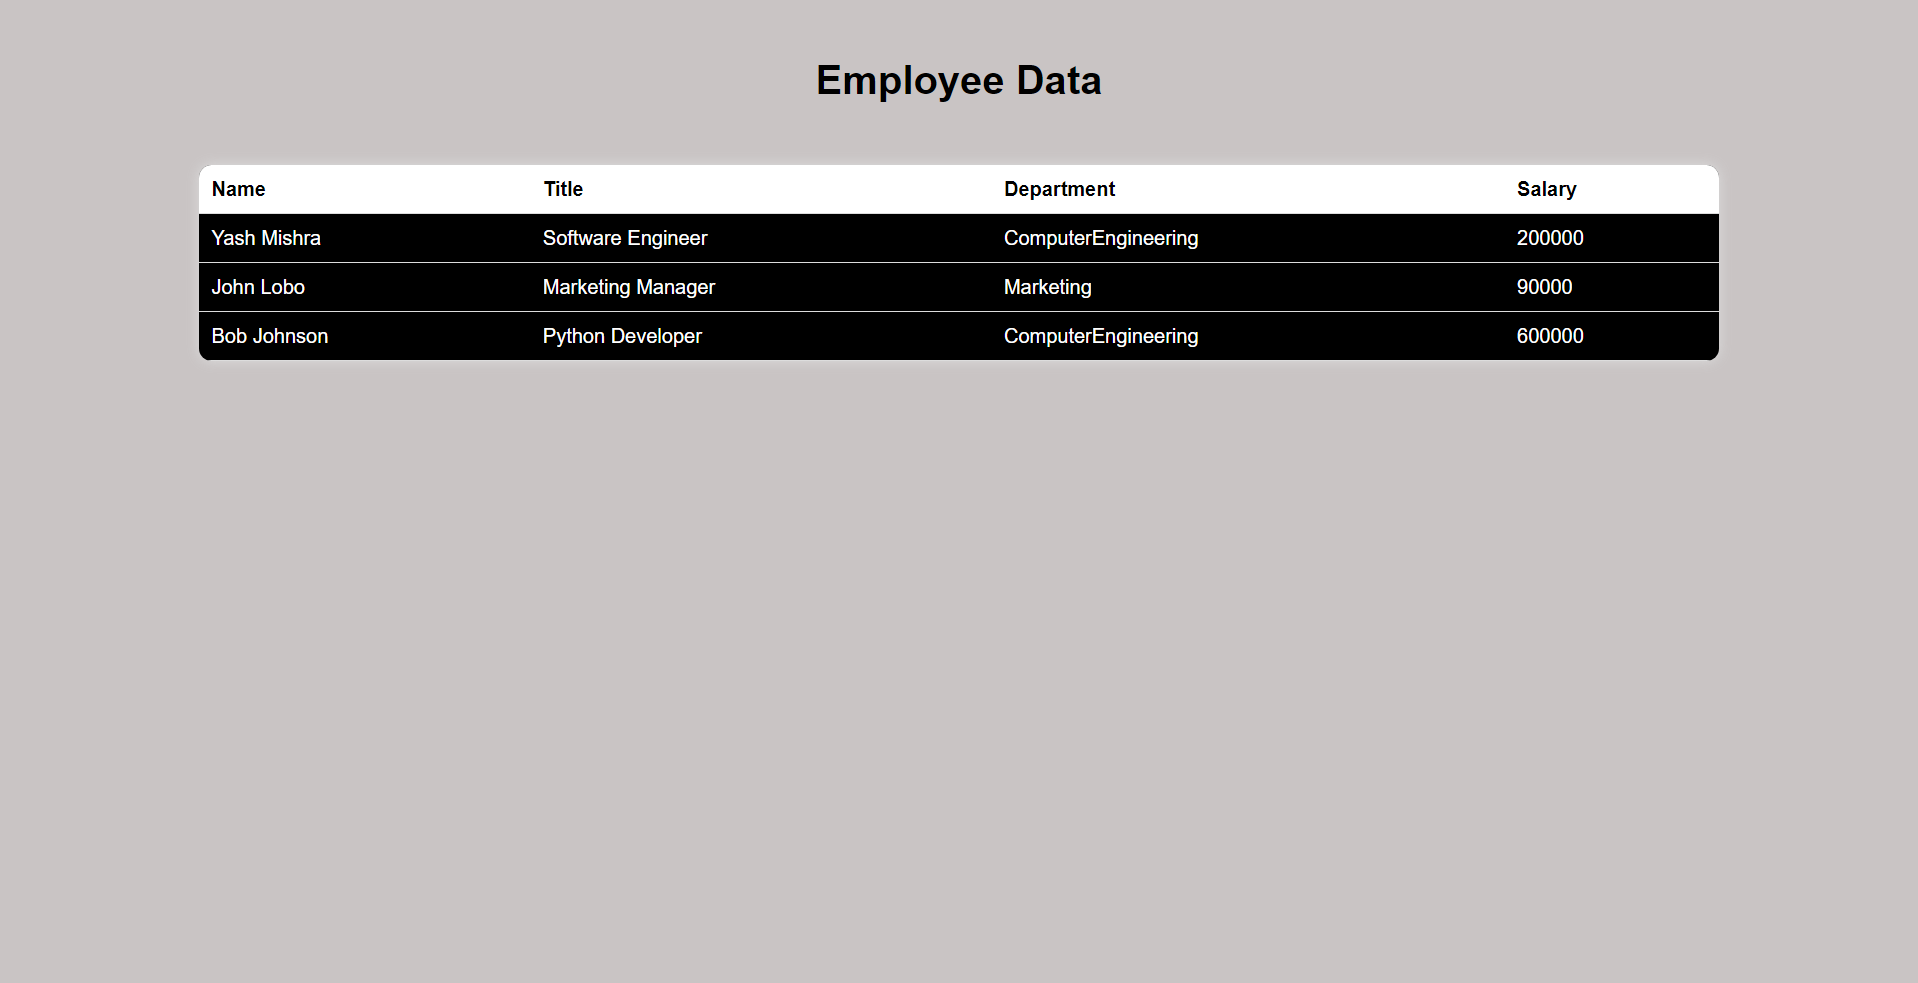 Employee Data
Name Title Department Salary
Yash Mishra Software Engineer ComputerEngineering 200000
John Lobo Marketing Manager Marketing 90000
Bob Johnson Python Developer ComputerEngineering 600000